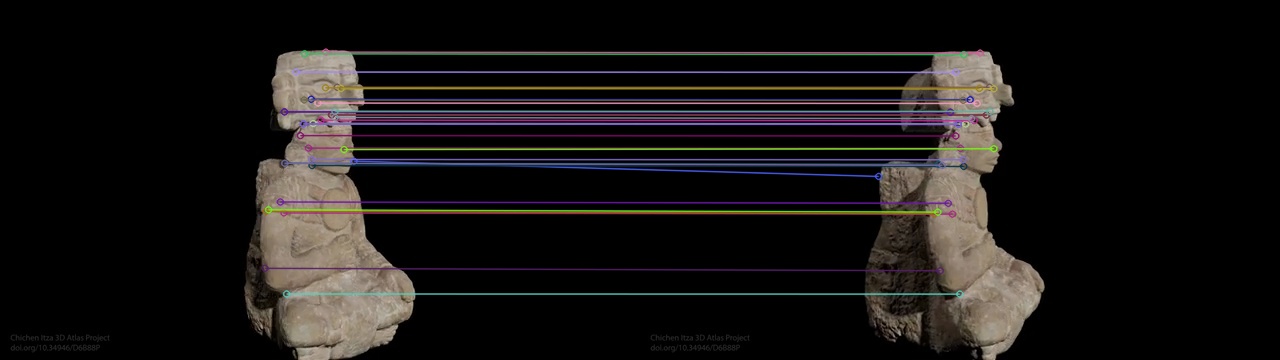 Chichen Itza 3D Atlas Project
doi.org/10.34946/D6B88P
Chichen Itza 3D Atlas Project
doi.org/10.34946/D6B88P